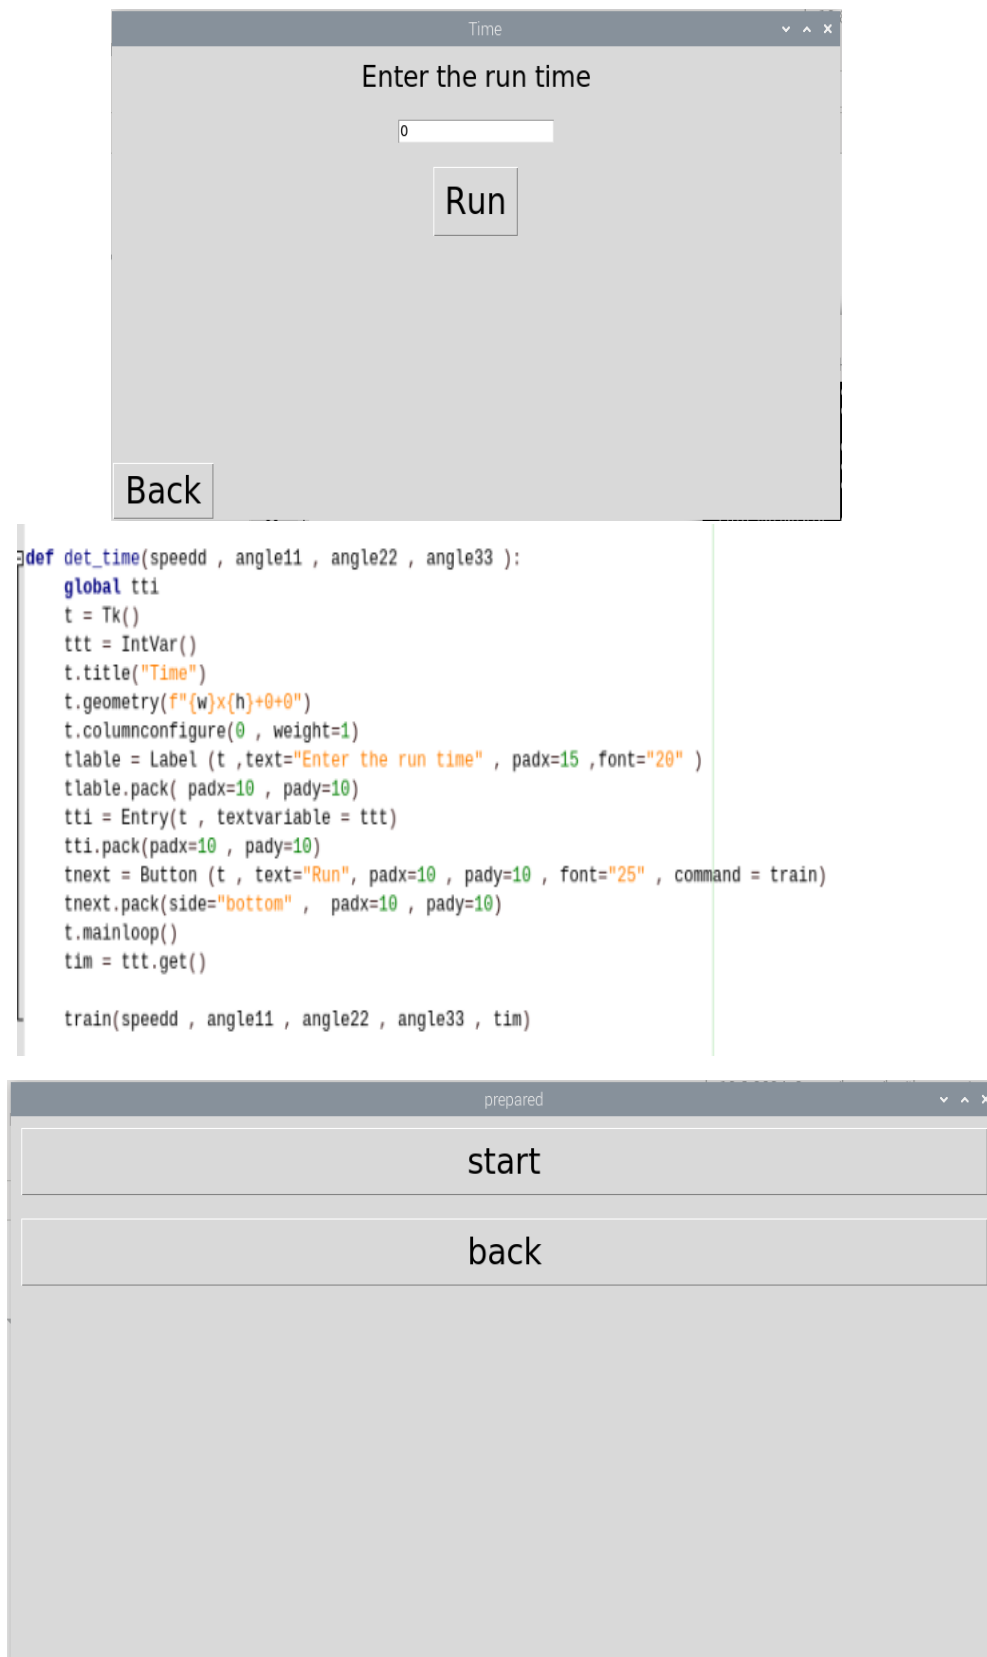 Time
Enter the run time
0
Run
Back
def det_time(speedd , angle11 , angle22 , angle33 ):
global tti
t = Tk()
ttt = IntVar()
t.title("Time")
t.geometry(f"{w}x{h}+0+0")
t.columnconfigure(0 , weight=1)
tlable = Label (t ,text="Enter the run time" , padx=15 ,font="20" )
tlable.pack( padx=10 , pady=10)
tti = Entry(t , textvariable = ttt)
tti.pack(padx=10 , pady=10)
tnext = Button (t , text="Run", padx=10 , pady=10 , font="25" , command = train)
tnext.pack(side="bottom" ,  padx=10 , pady=10)
t.mainloop()
tim = ttt.get()
train(speedd , angle11 , angle22 , angle33 , tim)
prepared
start
back